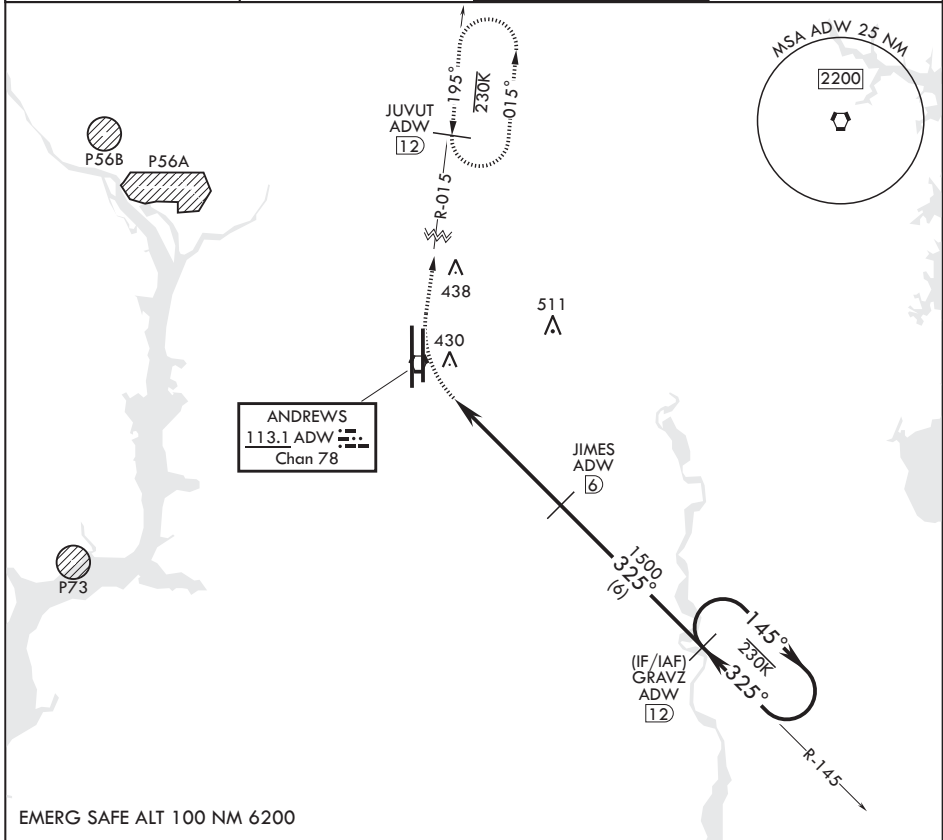 MSA ADW 25 NM
2200
195°
230K
015°
JUVUT
ADW
12
R-015
P56B
P56A
438
511
430
ANDREWS
113.1 ADW
Chan 78
JIMES
ADW
6
1500
325°
(6)
P73
145°
230K
325°
(IF/IAF)
GRAVZ
ADW
12
R-145
EMERG SAFE ALT 100 NM 6200